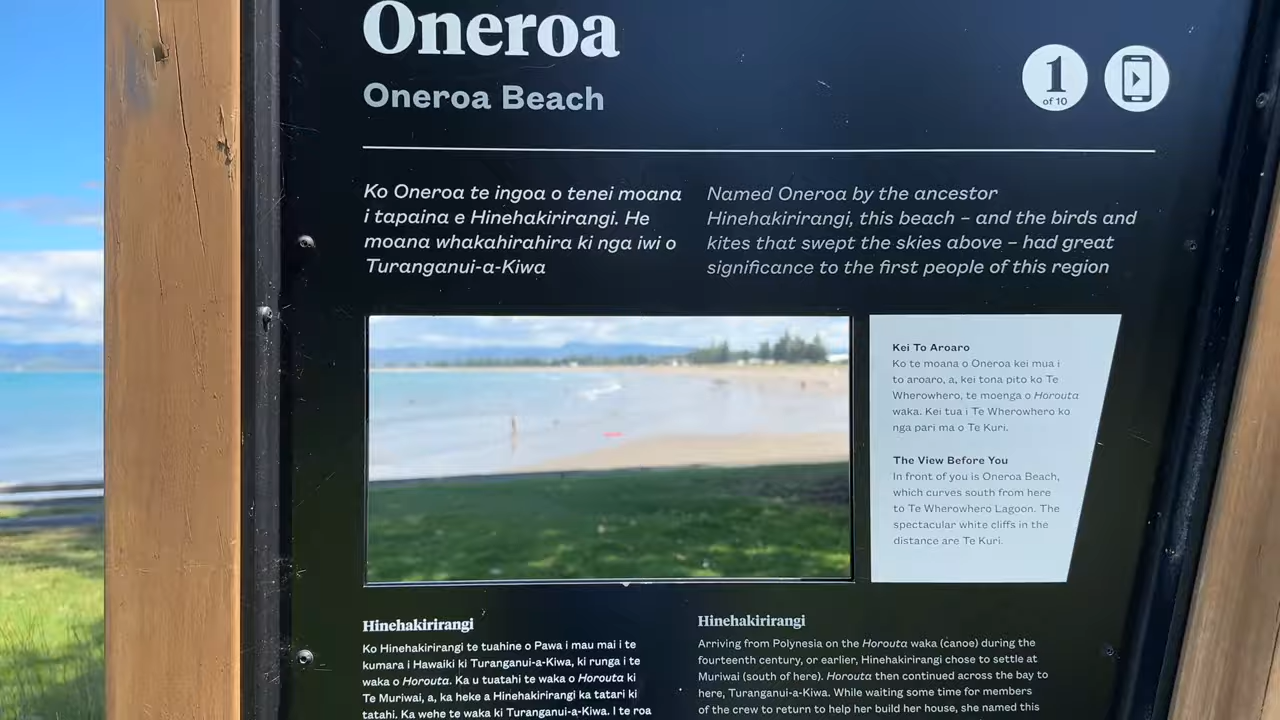 Oneroa
Oneroa Beach
1
of 10
Ko Oneroa te ingoa o tenei moana
i tapaina e Hinehakirirangi. He
moana whakahirahira ki nga iwi o
Turanganui-a-Kiwa
Named Oneroa by the ancestor
Hinehakirirangi, this beach – and the birds and
kites that swept the skies above – had great
significance to the first people of this region
Kei To Aroaro
Ko te moana o Oneroa kei mua i
to aroaro, a, kei tona pito ko Te
Wherowhero, te moenga o Horouta
waka. Kei tua i Te Wherowhero ko
nga pari ma o Te Kuri.
The View Before You
In front of you is Oneroa Beach,
which curves south from here
to Te Wherowhero Lagoon. The
spectacular white cliffs in the
distance are Te Kuri.
Hinehakirirangi
Ko Hinehakirirangi te tuahine o Pawa i mau mai i te
kumara i Hawaiki ki Turanganui-a-Kiwa, ki runga i te
waka o Horouta. Ka u tuatahi te waka o Horouta ki
Te Muriwai, a, ka heke a Hinehakirirangi ka tatari ki
tatahi. Ka wehe te waka ki Turanganui-a-Kiwa. I te roa
Hinehakirirangi
Arriving from Polynesia on the Horouta waka (canoe) during the
fourteenth century, or earlier, Hinehakirirangi chose to settle at
Muriwai (south of here). Horouta then continued across the bay to
here, Turanganui-a-Kiwa. While waiting some time for members
of the crew to return to help her build her house, she named this